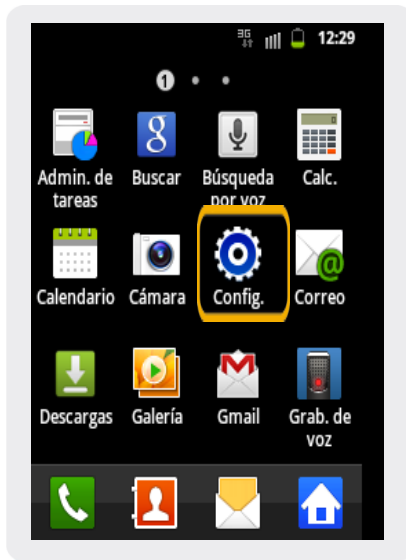 3G 12:29
1
8
Admin. de Buscar Búsqueda Calc.
tareas por voz
Calendario Cámara Config. Correo
@
Descargas Galería Gmail Grab. de
voz